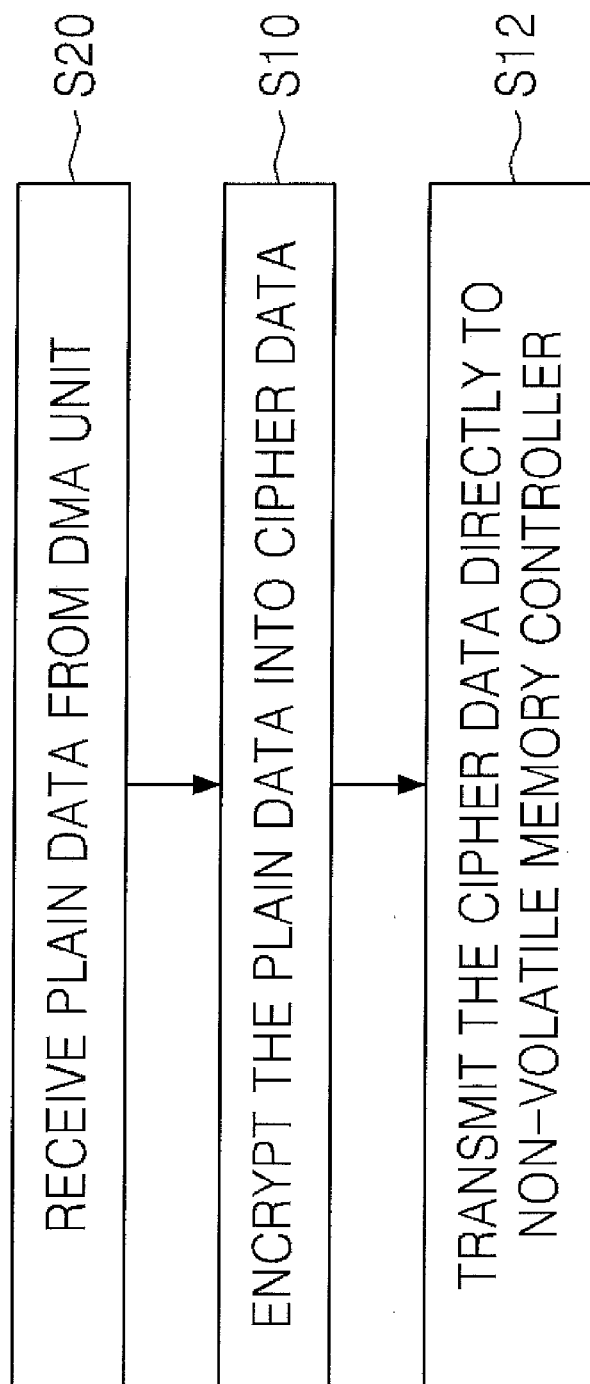 RECEIVE PLAIN DATA FROM DMA UNIT
S20
ENCRYPT THE PLAIN DATA INTO CIPHER DATA
S10
TRANSMIT THE CIPHER DATA DIRECTLY TO
NON-VOLATILE MEMORY CONTROLLER
S12